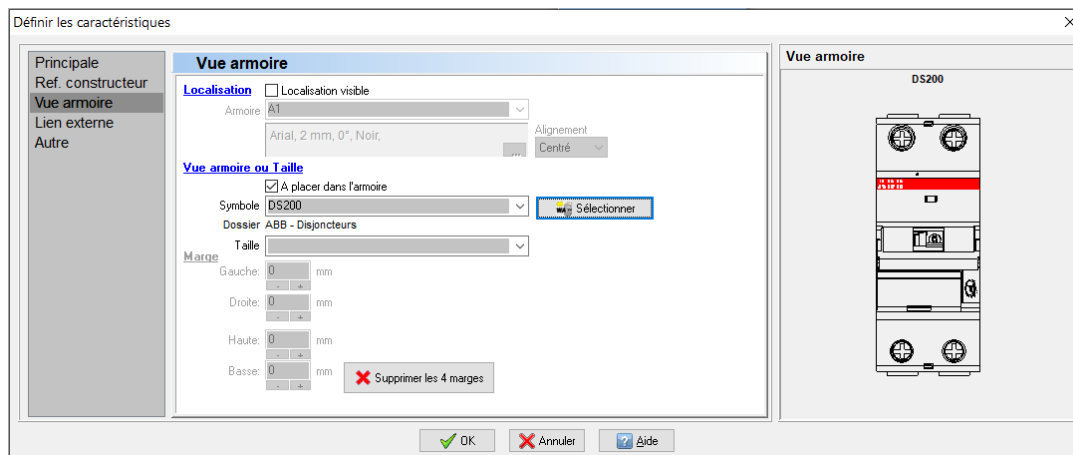 Définir les caractéristiques
Principale
Ref. constructeur
Vue armoire
Lien externe
Autre
Vue armoire
Localisation
Localisation visible
Armoire A1
Arial, 2 mm, 0°, Noir,
...
Alignement
Centré
Vue armoire ou Taille
A placer dans l'armoire
Symbole DS200
Sélectionner
Dossier ABB - Disjoncteurs
Taille
Marge
Gauche: 0 mm
- +
Droite: 0 mm
- +
Haute: 0 mm
- +
Basse: 0 mm
- +
Supprimer les 4 marges
Vue armoire
DS200
ABB
OK
Annuler
Aide